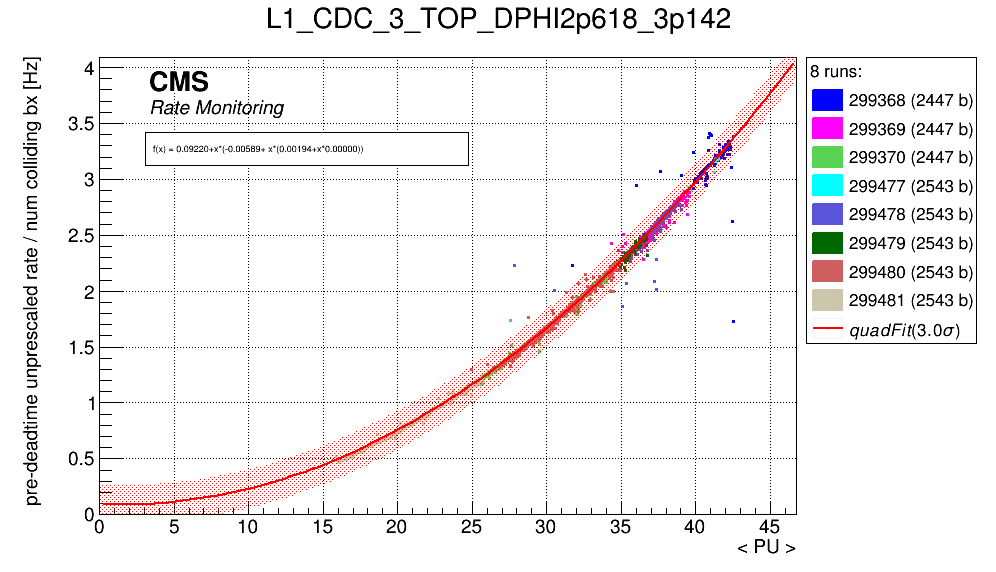 L1_CDC_3_TOP_DPHI2p618_3p142
pre-deadtime unprescaled rate / num colliding bx [Hz]
CMS
Rate Monitoring
f(x) = 0.09220+x*(-0.00589+ x*(0.00194+x*0.00000))
4
3.5
3
2.5
2
1.5
1
0.5
0
0 5 10 15 20 25 30 35 40 45
< PU >
8 runs:
299368 (2447 b)
299369 (2447 b)
299370 (2447 b)
299477 (2543 b)
299478 (2543 b)
299479 (2543 b)
299480 (2543 b)
299481 (2543 b)
quadFit(3.0σ)